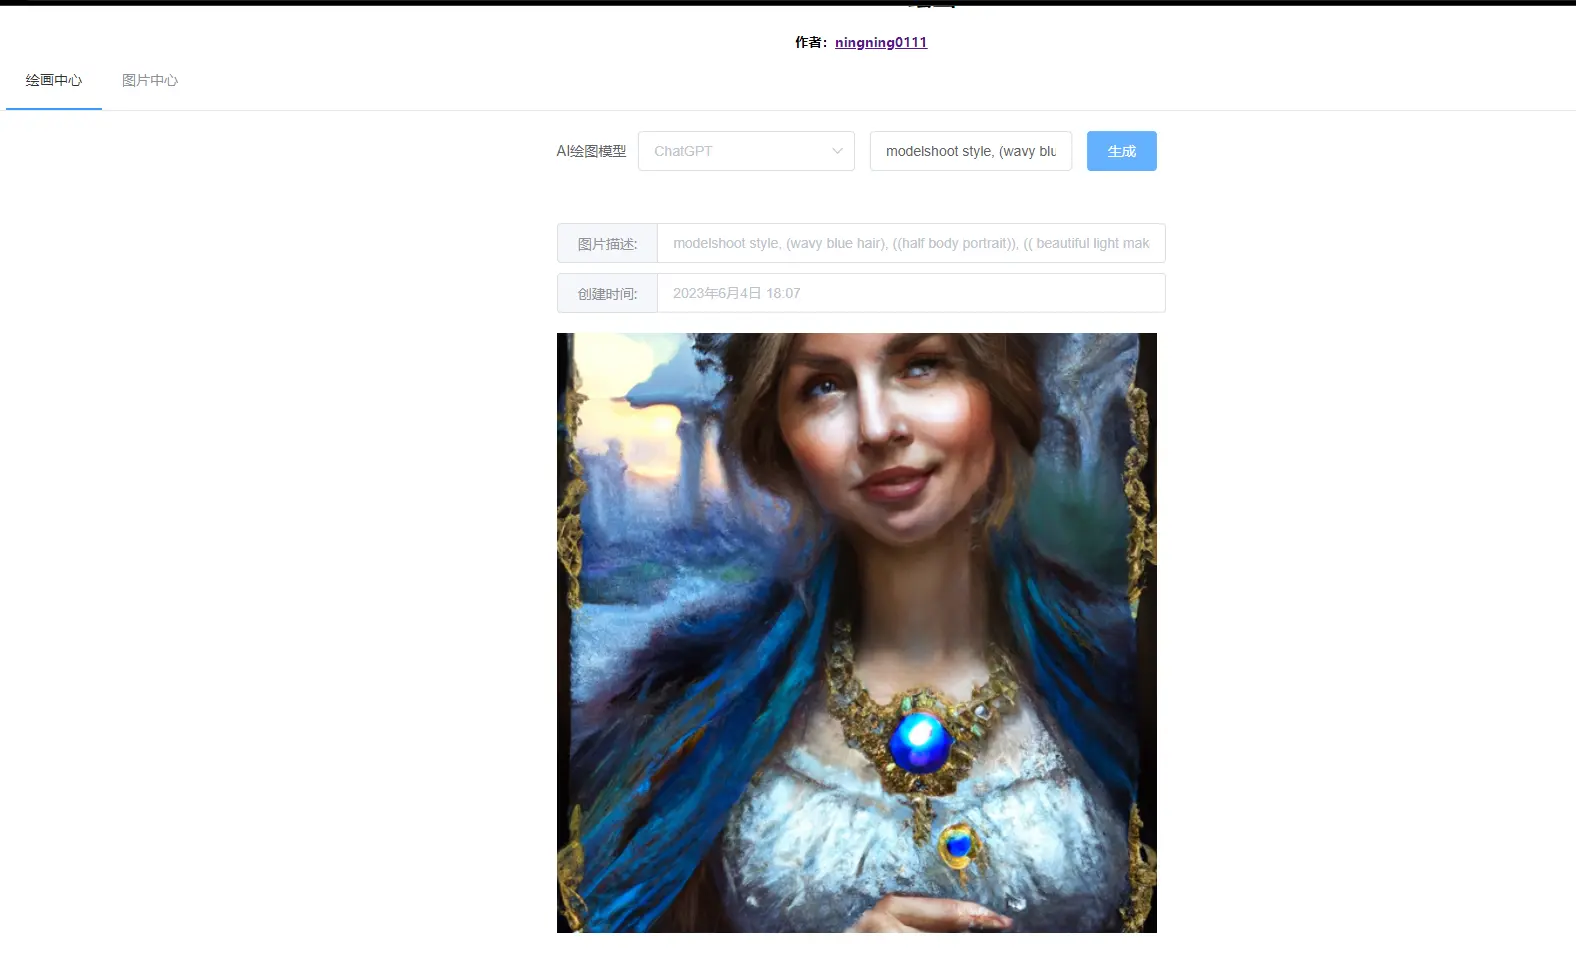 作者：ningning0111
绘画中心 图片中心
AI绘图模型 ChatGPT modelshoot style, (wavy blu 生成
图片描述: modelshoot style, (wavy blue hair), ((half body portrait)), (( beautiful light mak
创建时间: 2023年6月4日 18:07